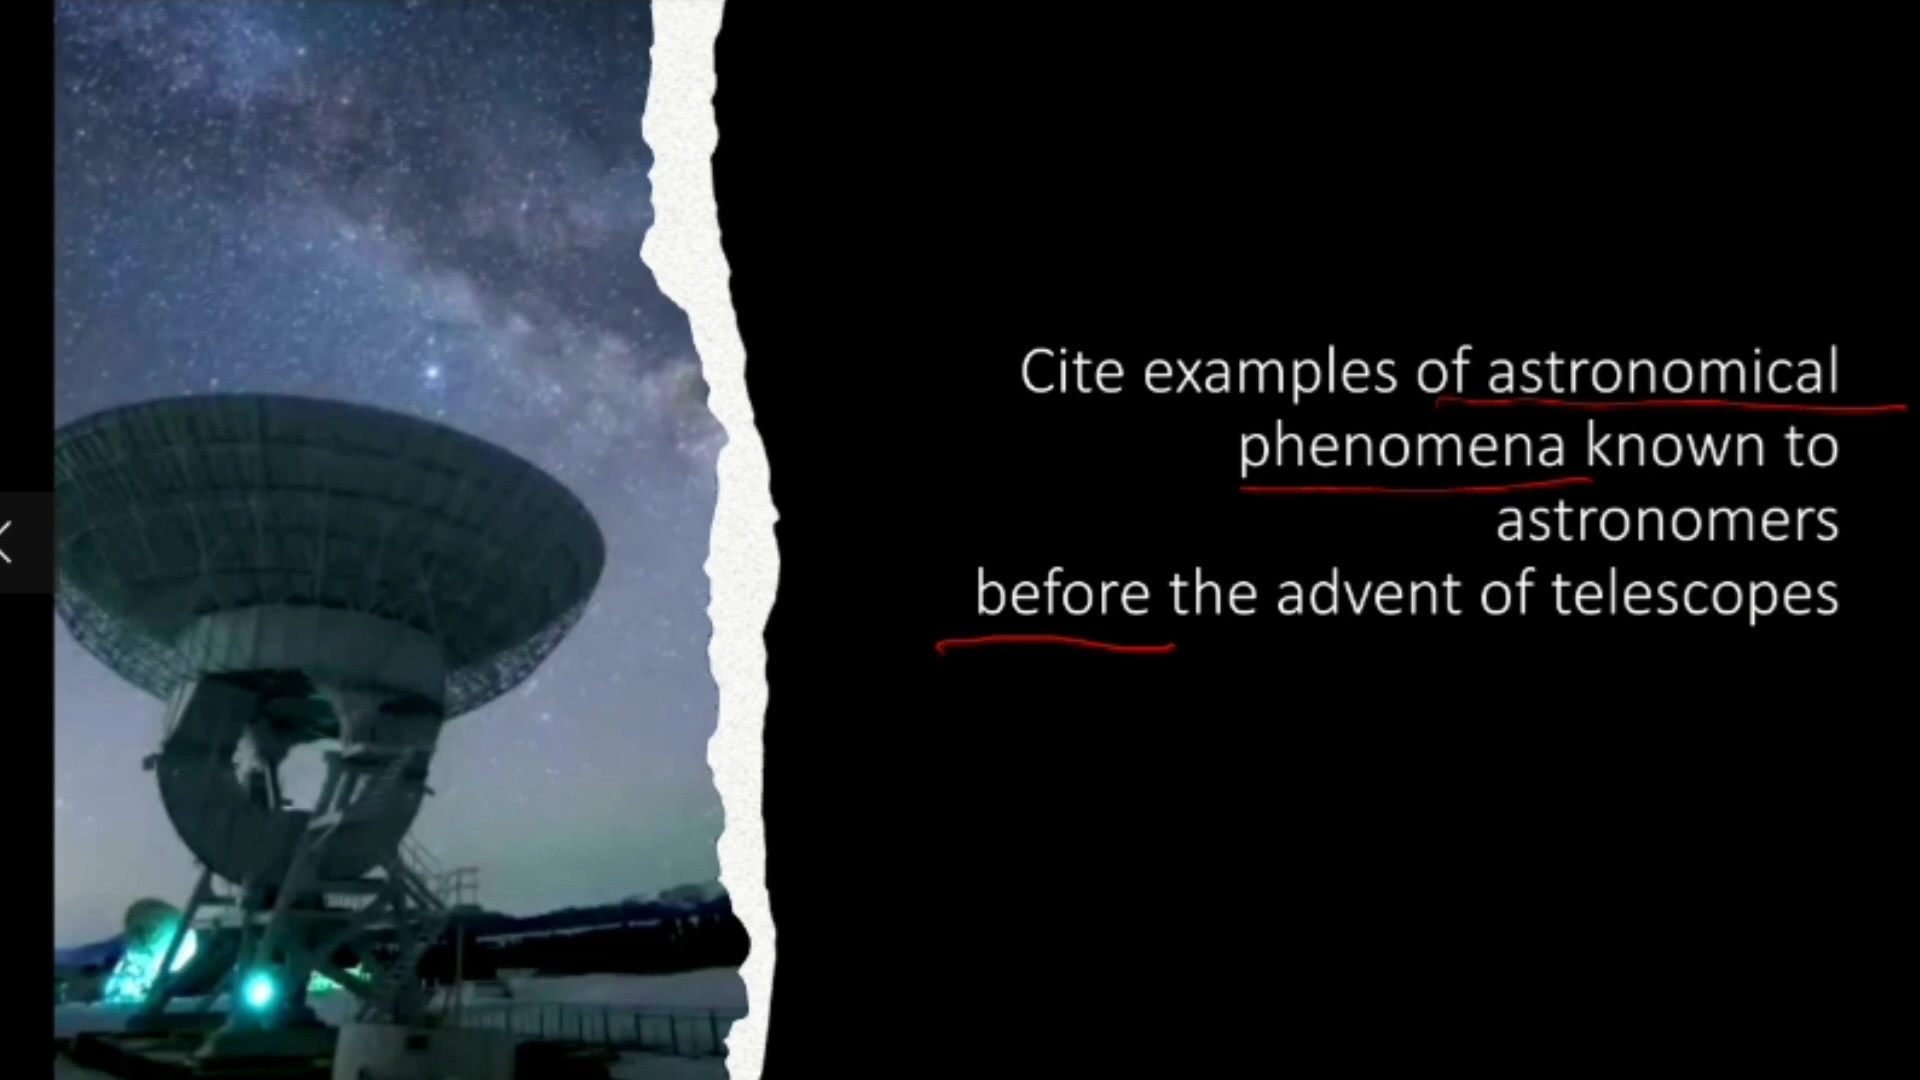 Cite examples of astronomical
phenomena known to
astronomers
before the advent of telescopes